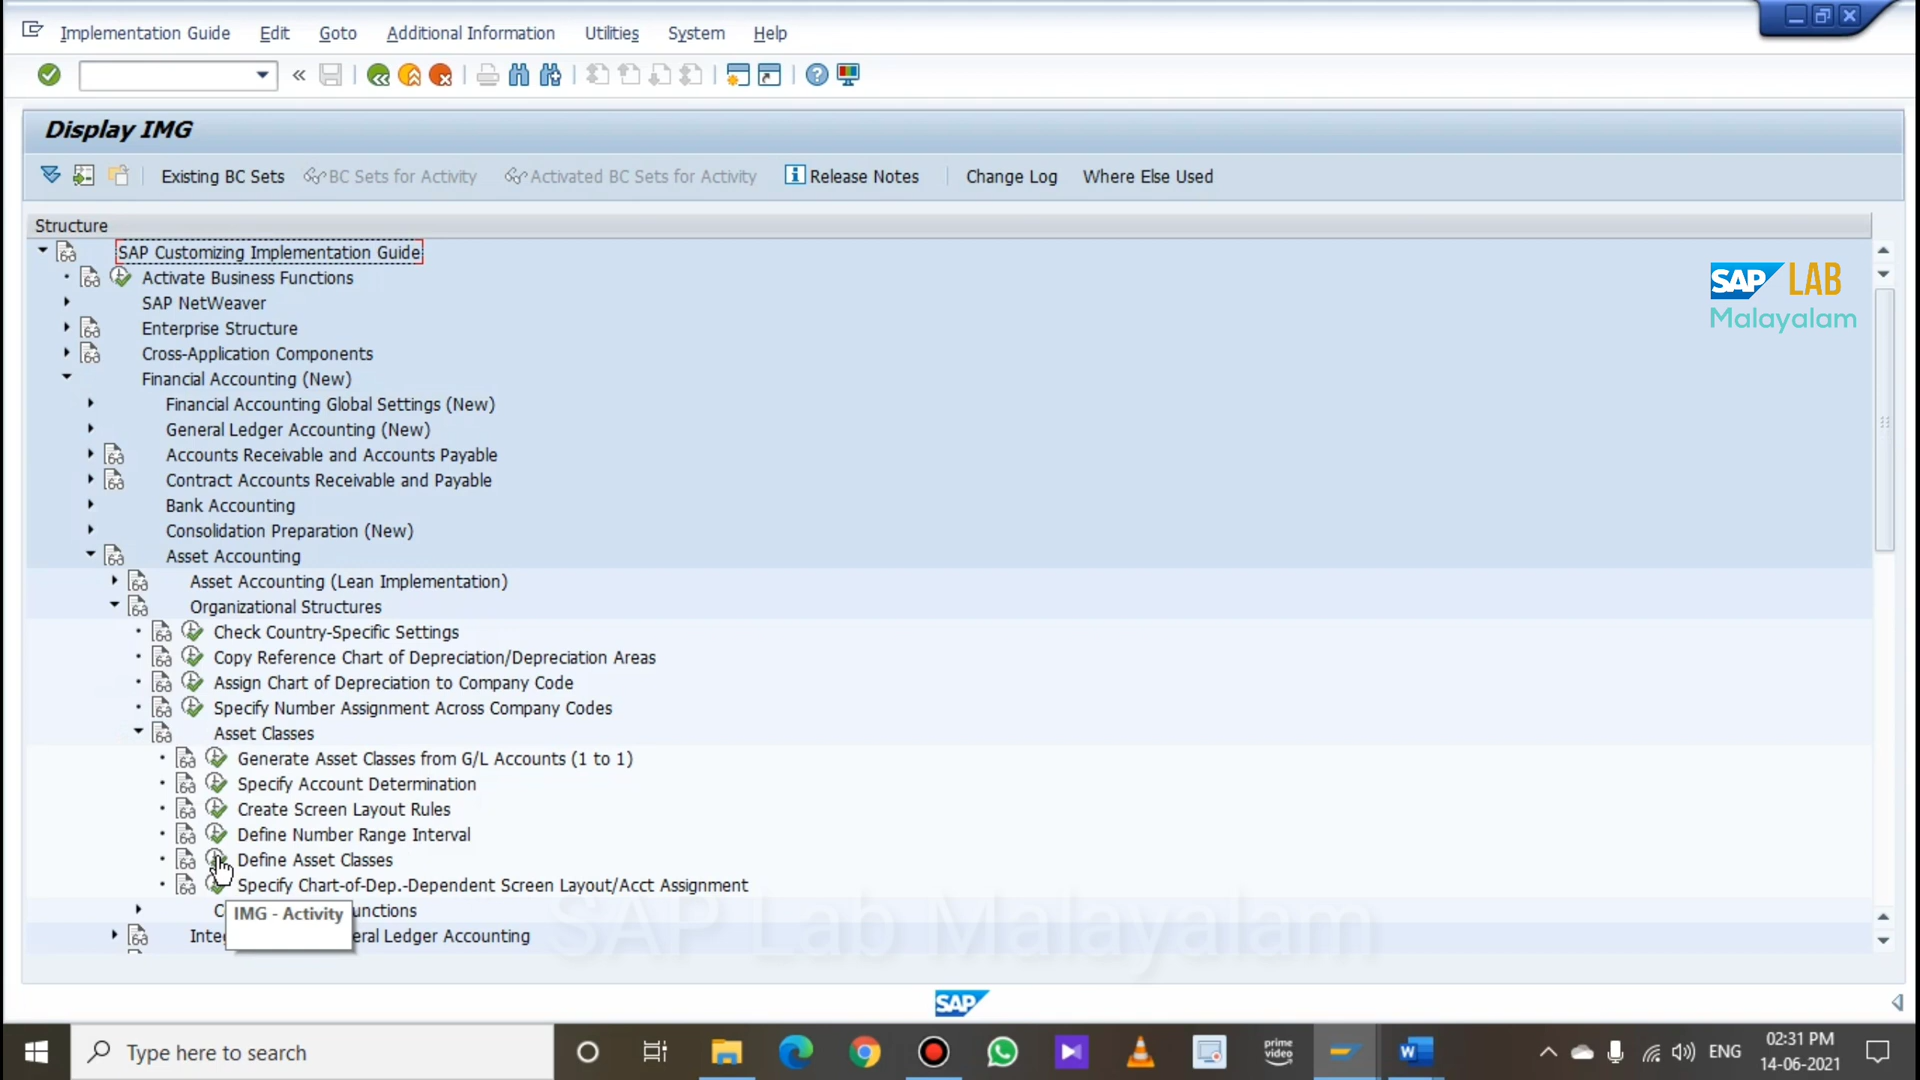 Implementation Guide Edit Goto Additional Information Utilities System Help
Display IMG
Existing BC Sets BC Sets for Activity Activated BC Sets for Activity Release Notes Change Log Where Else Used
Structure
SAP Customizing Implementation Guide
Activate Business Functions
SAP NetWeaver
Enterprise Structure
Cross-Application Components
Financial Accounting (New)
Financial Accounting Global Settings (New)
General Ledger Accounting (New)
Accounts Receivable and Accounts Payable
Contract Accounts Receivable and Payable
Bank Accounting
Consolidation Preparation (New)
Asset Accounting
Asset Accounting (Lean Implementation)
Organizational Structures
Check Country-Specific Settings
Copy Reference Chart of Depreciation/Depreciation Areas
Assign Chart of Depreciation to Company Code
Specify Number Assignment Across Company Codes
Asset Classes
Generate Asset Classes from G/L Accounts (1 to 1)
Specify Account Determination
Create Screen Layout Rules
Define Number Range Interval
Define Asset Classes
Specify Chart-of-Dep.-Dependent Screen Layout/Acct Assignment
IMG - Activity
Ledger Accounting
SAP LAB
Malayalam
SAP Lab Malayalam
SAP
Type here to search
prime video
ENG
02:31 PM
14-06-2021